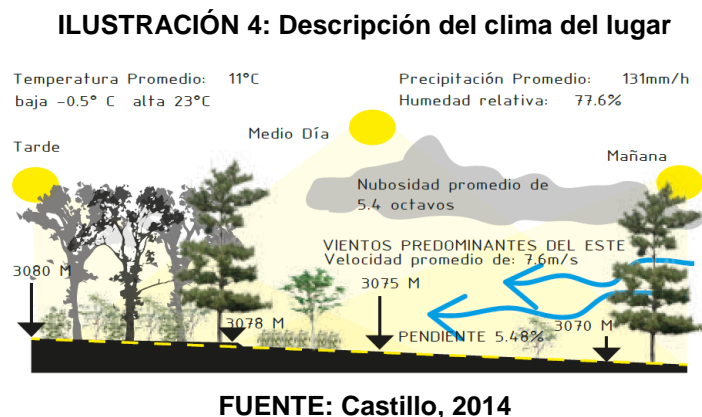 ILUSTRACIÓN 4: Descripción del clima del lugar
Temperatura Promedio: 11°C
baja -0.5° C alta 23°C
Precipitación Promedio: 131mm/h
Humedad relativa: 77.6%
Medio Día
Tarde
Mañana
Nubosidad promedio de
5.4 octavos
VIENTOS PREDOMINANTES DEL ESTE
Velocidad promedio de: 7.6m/s
3080 M
3075 M
3078 M
PENDIENTE 5.48%
3070 M
FUENTE: Castillo, 2014